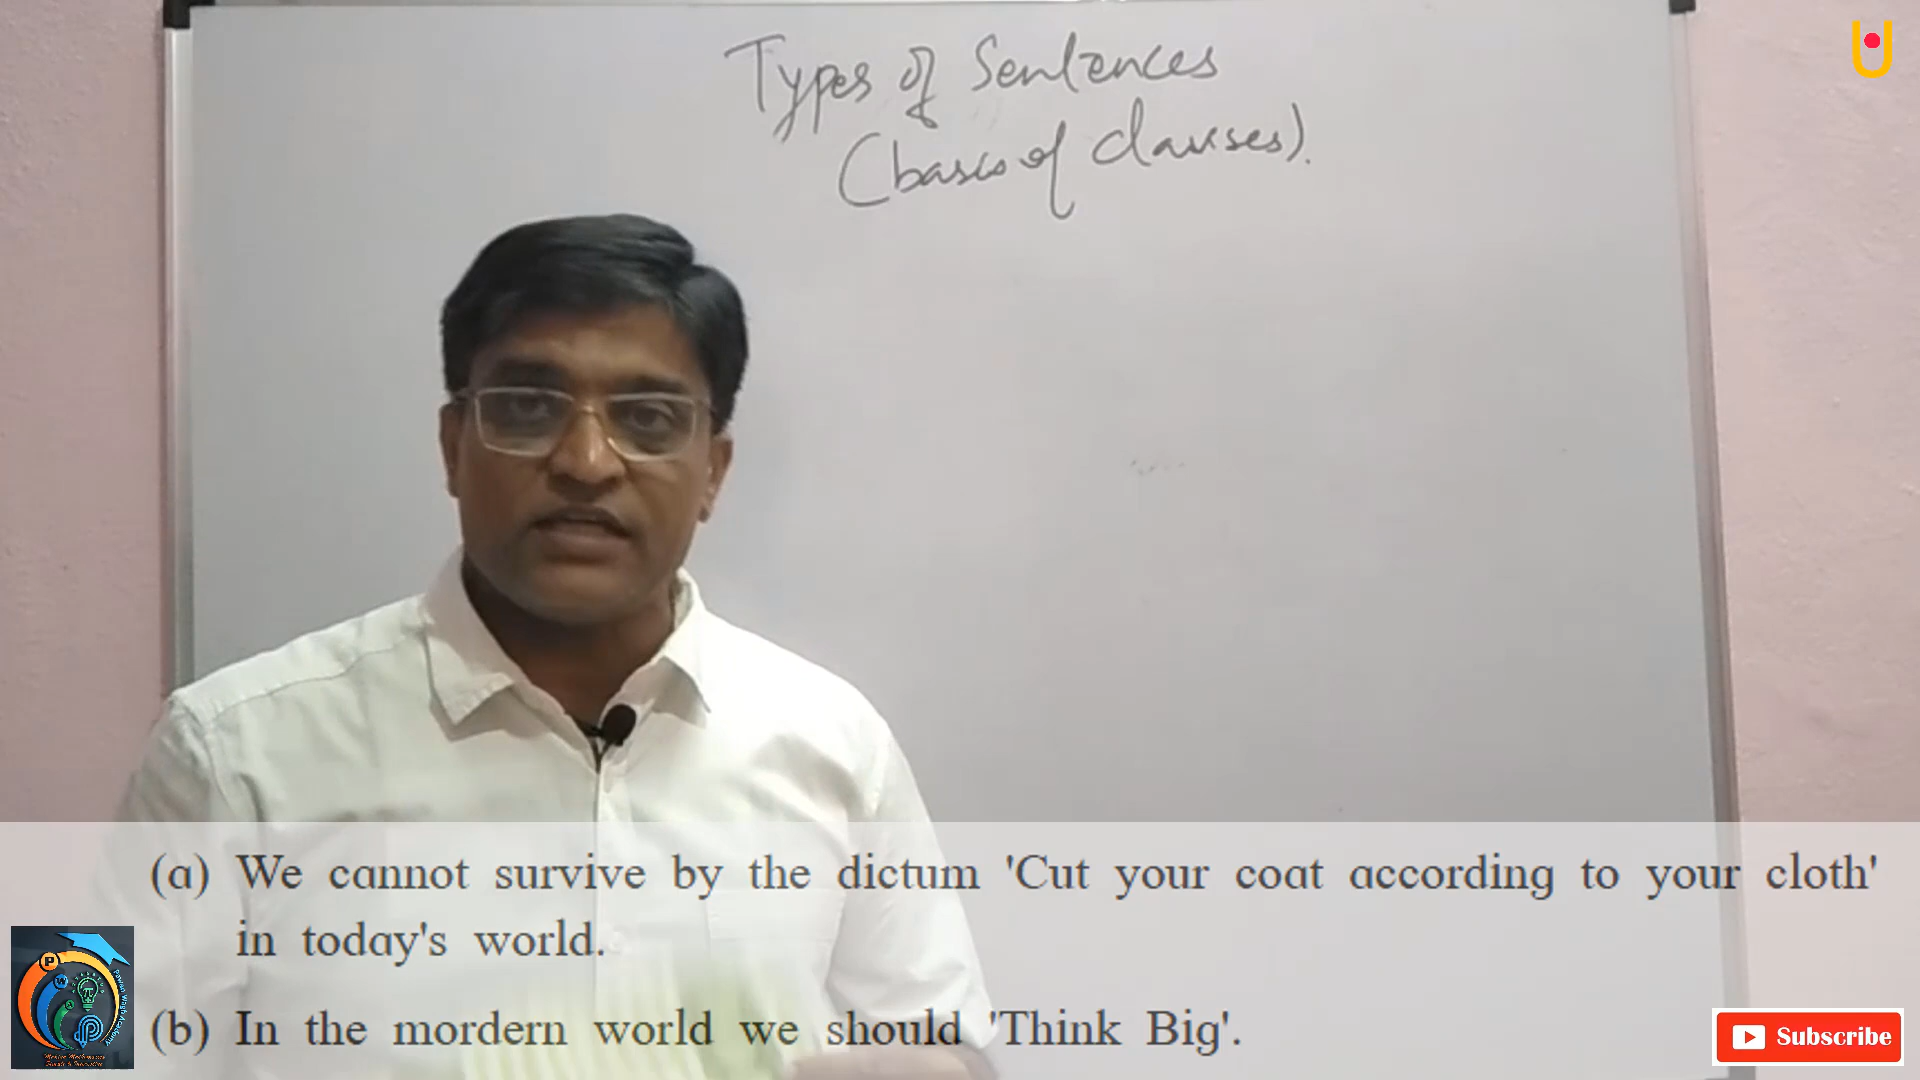 Types of Sentences
(basis of clauses).
(a) We cannot survive by the dictum 'Cut your coat according to your cloth'
in today's world.
(b) In the mordern world we should 'Think Big'.
Subscribe